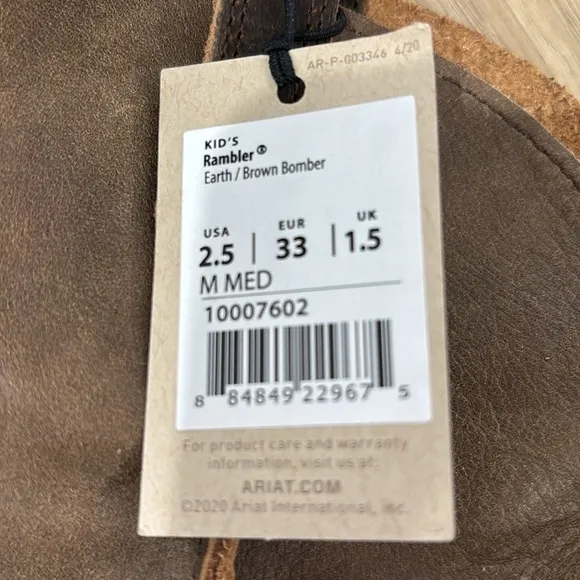 AR-P-003346 4/20
KID'S
Rambler®
Earth / Brown Bomber
USA | EUR | UK
2.5 | 33 | 1.5
M MED
10007602
8 84849 22967 5
For product care and warranty
information, visit us at:
ARIAT.COM
©2020 Ariat International, Inc.